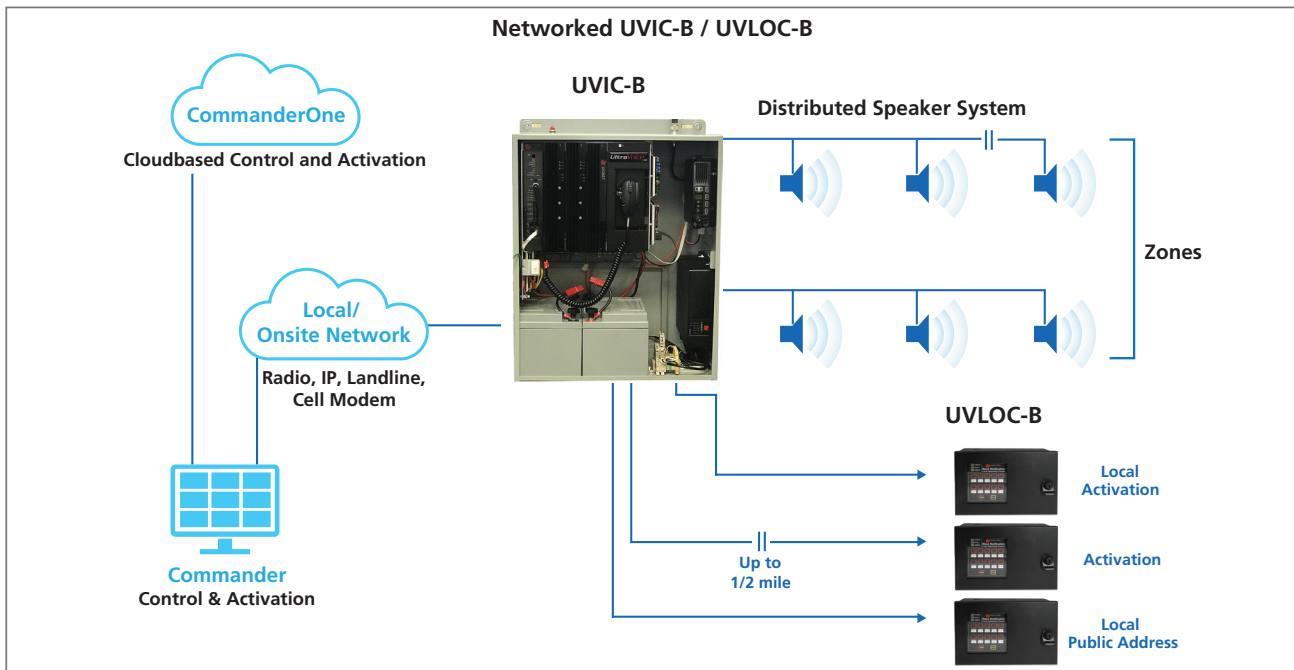 Networked UVIC-B / UVLOC-B
CommanderOne
Cloudbased Control and Activation
Local/
Onsite Network
Radio, IP, Landline,
Cell Modem
Commander
Control & Activation
UVIC-B
UltraVoice
Distributed Speaker System
Zones
UVLOC-B
Local
Activation
Up to
1/2 mile
Activation
Local
Public Address